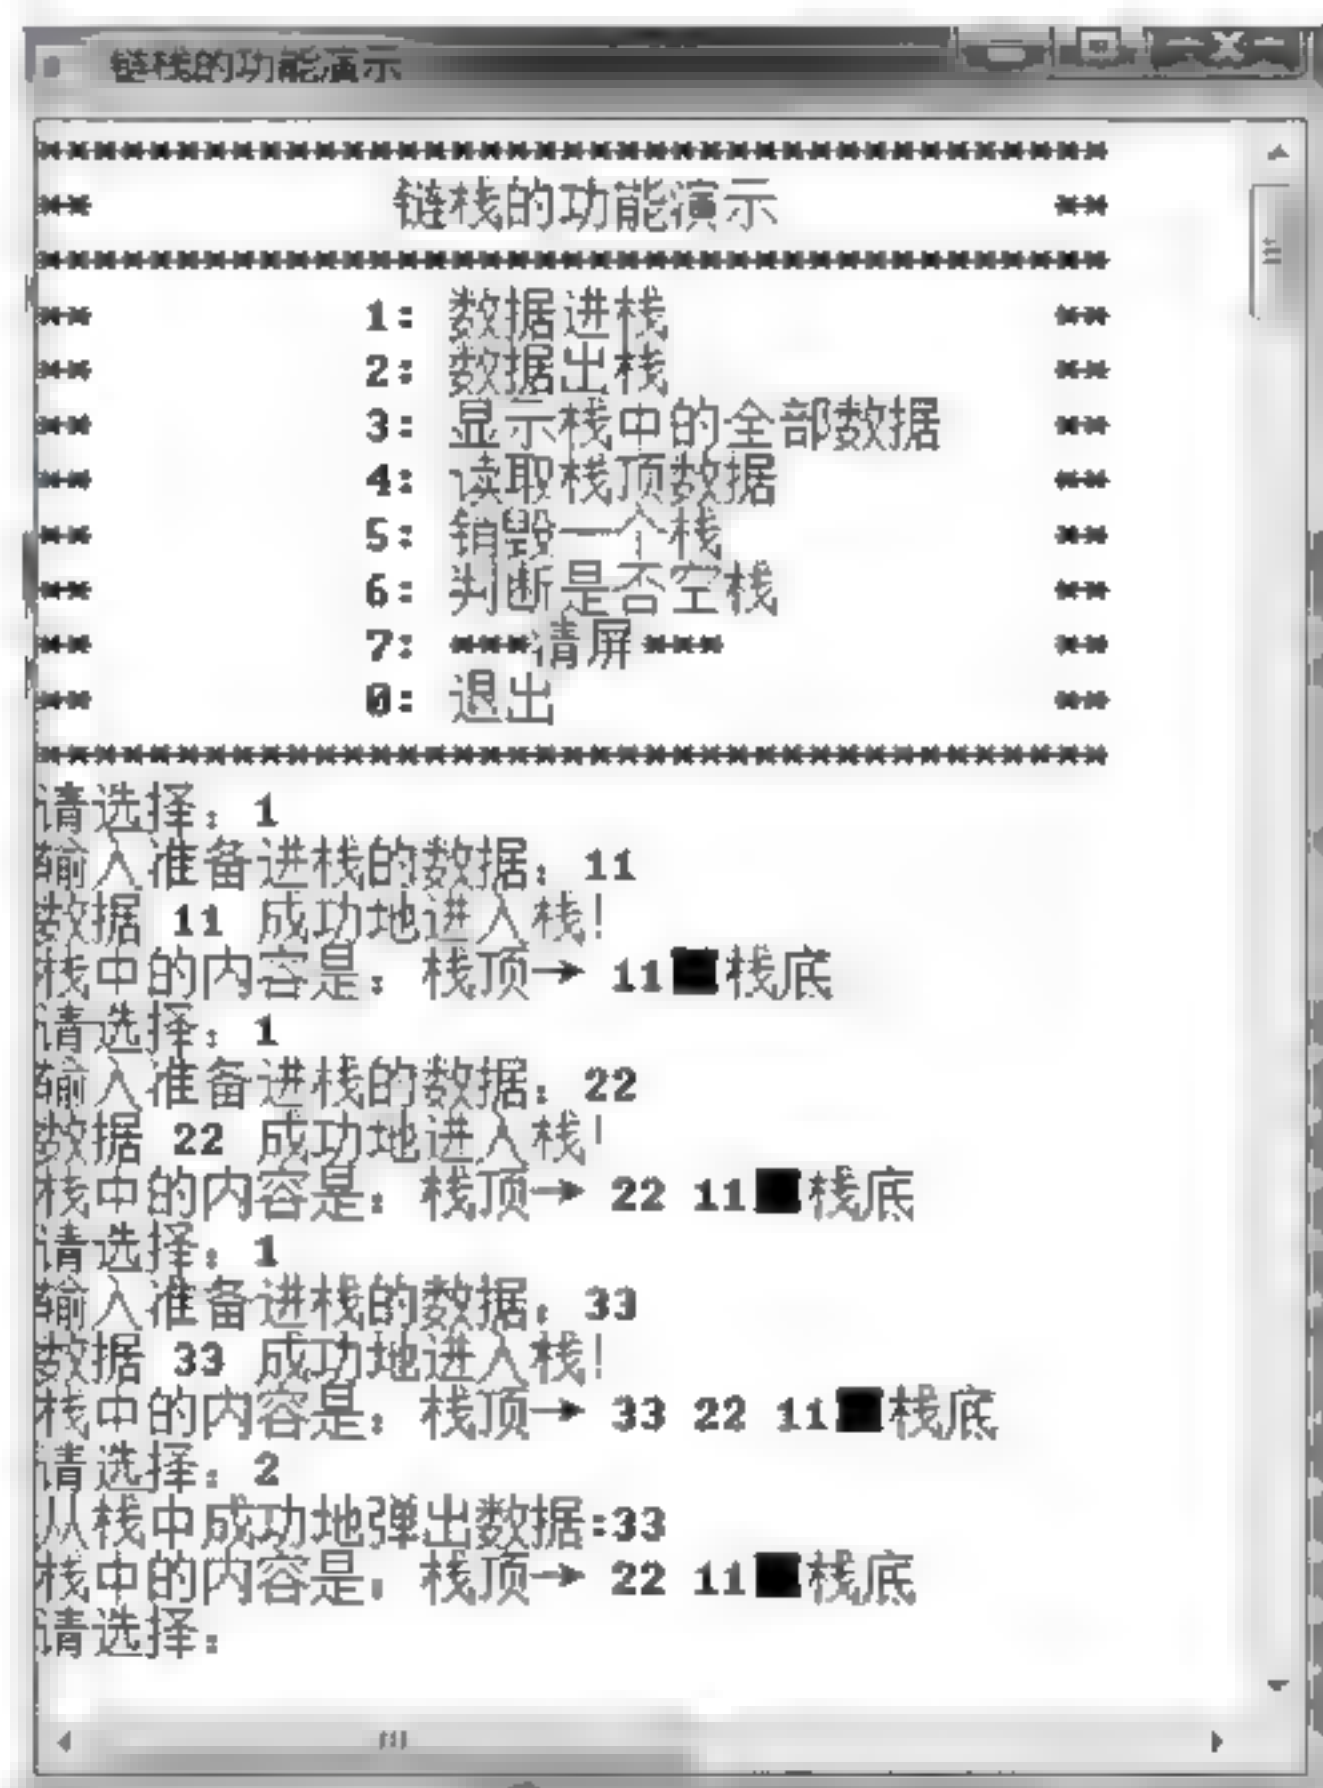 链栈的功能演示
***************************************
** 链栈的功能演示 **
***************************************
** 1: 数据进栈 **
** 2: 数据出栈 **
** 3: 显示栈中的全部数据 **
** 4: 读取栈顶数据 **
** 5: 销毁一个栈 **
** 6: 判断是否空栈 **
** 7: ***清屏*** **
** 0: 退出 **
***************************************
请选择: 1
输入准备进栈的数据: 11
数据 11 成功地进入栈!
栈中的内容是: 栈顶→ 11■栈底
请选择: 1
输入准备进栈的数据: 22
数据 22 成功地进入栈!
栈中的内容是: 栈顶→ 22 11■栈底
请选择: 1
输入准备进栈的数据: 33
数据 33 成功地进入栈!
栈中的内容是: 栈顶→ 33 22 11■栈底
请选择: 2
从栈中成功地弹出数据:33
栈中的内容是: 栈顶→ 22 11■栈底
请选择: